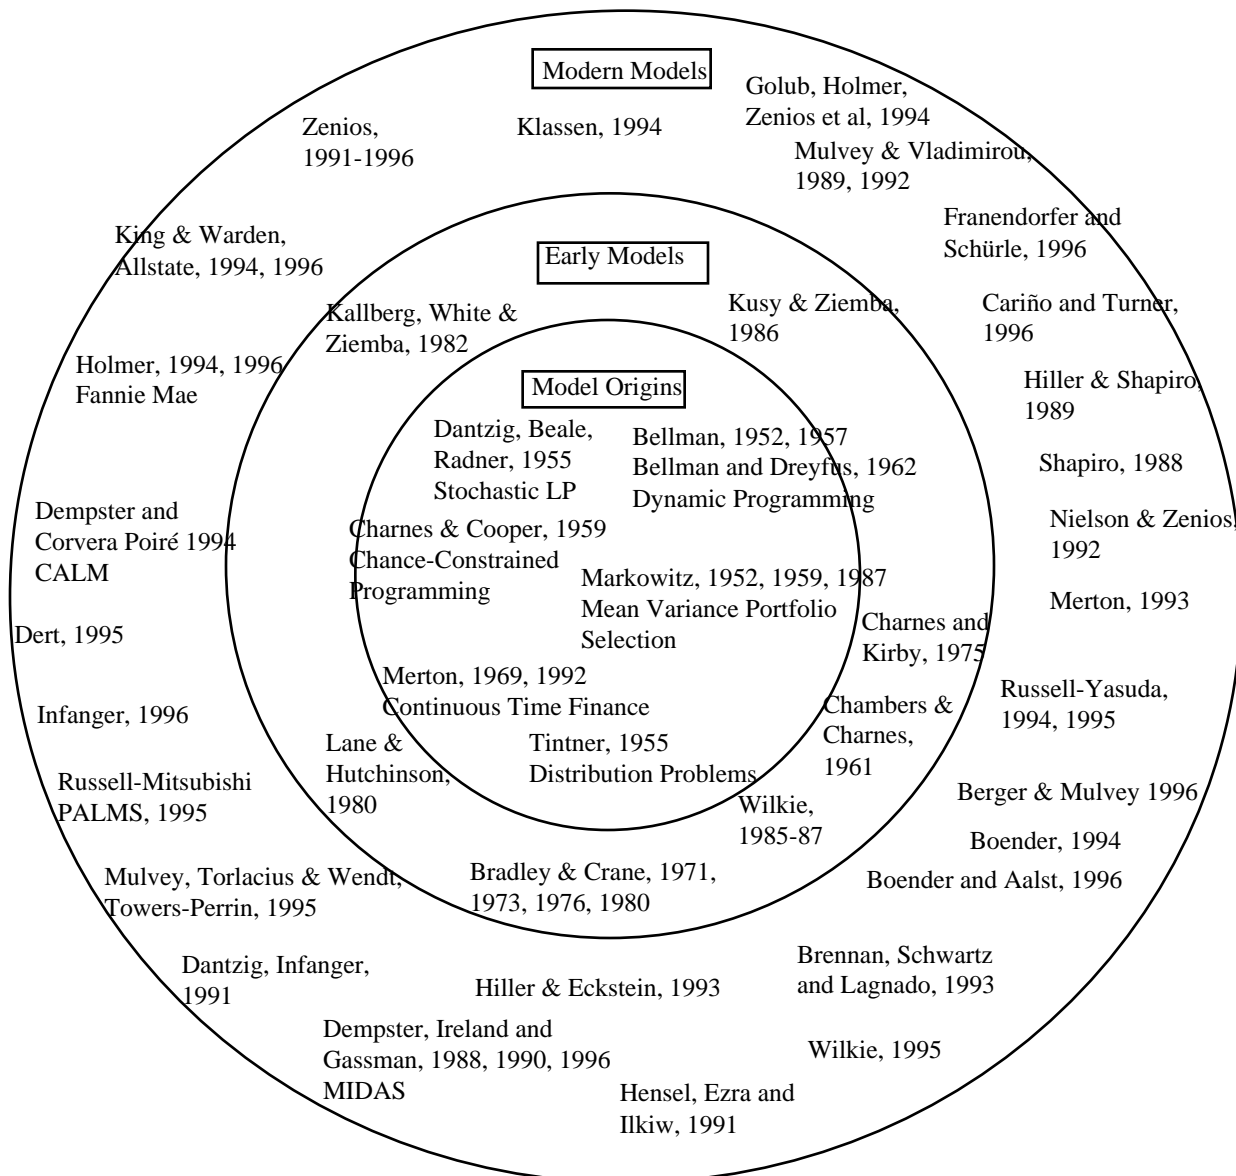 Modern Models
Golub, Holmer,
Zenios et al, 1994
Zenios,
1991-1996
Klassen, 1994
Mulvey & Vladimirou,
1989, 1992
King & Warden,
Allstate, 1994, 1996
Franendorfer and
Schürle, 1996
Early Models
Kallberg, White &
Ziemba, 1982
Kusy & Ziemba,
1986
Cariño and Turner,
1996
Holmer, 1994, 1996
Fannie Mae
Model Origins
Hiller & Shapiro,
1989
Dantzig, Beale,
Radner, 1955
Stochastic LP
Bellman, 1952, 1957
Bellman and Dreyfus, 1962
Dynamic Programming
Shapiro, 1988
Dempster and
Corvera Poiré 1994
CALM
Charnes & Cooper, 1959
Chance-Constrained
Programming
Nielson & Zenios,
1992
Markowitz, 1952, 1959, 1987
Mean Variance Portfolio
Selection
Merton, 1993
Dert, 1995
Charnes and
Kirby, 1975
Merton, 1969, 1992
Continuous Time Finance
Russell-Yasuda,
1994, 1995
Infanger, 1996
Chambers &
Charnes,
1961
Lane &
Hutchinson,
1980
Tintner, 1955
Distribution Problems
Russell-Mitsubishi
PALMS, 1995
Wilkie,
1985-87
Berger & Mulvey 1996
Boender, 1994
Mulvey, Torlacius & Wendt,
Towers-Perrin, 1995
Bradley & Crane, 1971,
1973, 1976, 1980
Boender and Aalst, 1996
Dantzig, Infanger,
1991
Hiller & Eckstein, 1993
Brennan, Schwartz
and Lagnado, 1993
Dempster, Ireland and
Gassman, 1988, 1990, 1996
MIDAS
Wilkie, 1995
Hensel, Ezra and
Ilkiw, 1991